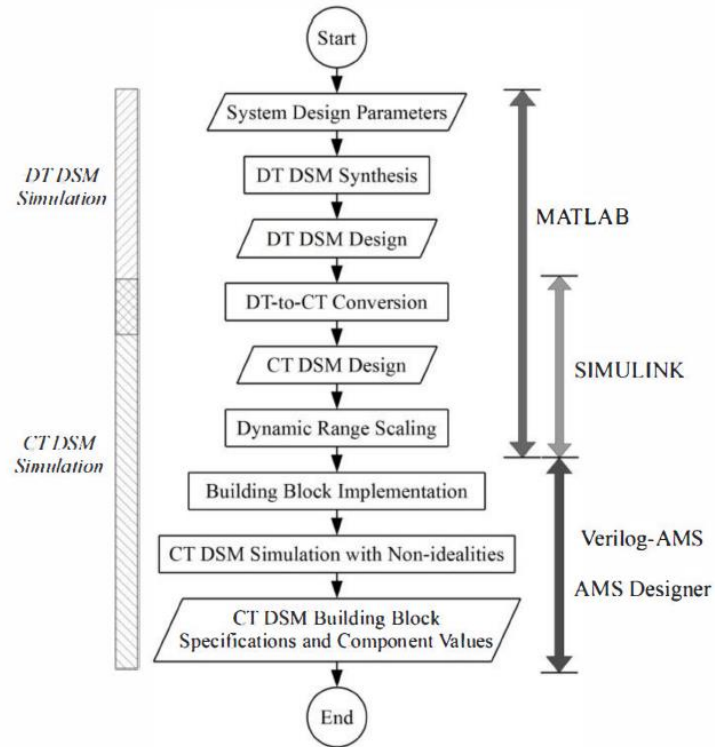 Start
System Design Parameters
DT DSM Synthesis
DT DSM Design
DT-to-CT Conversion
CT DSM Design
Dynamic Range Scaling
Building Block Implementation
CT DSM Simulation with Non-idealities
CT DSM Building Block
Specifications and Component Values
End
DT DSM
Simulation
CT DSM
Simulation
MATLAB
SIMULINK
Verilog-AMS
AMS Designer